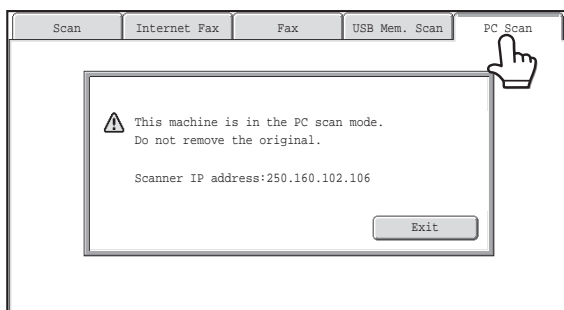 Scan Internet Fax Fax USB Mem. Scan PC Scan
This machine is in the PC scan mode.
Do not remove the original.
Scanner IP address:250.160.102.106
Exit